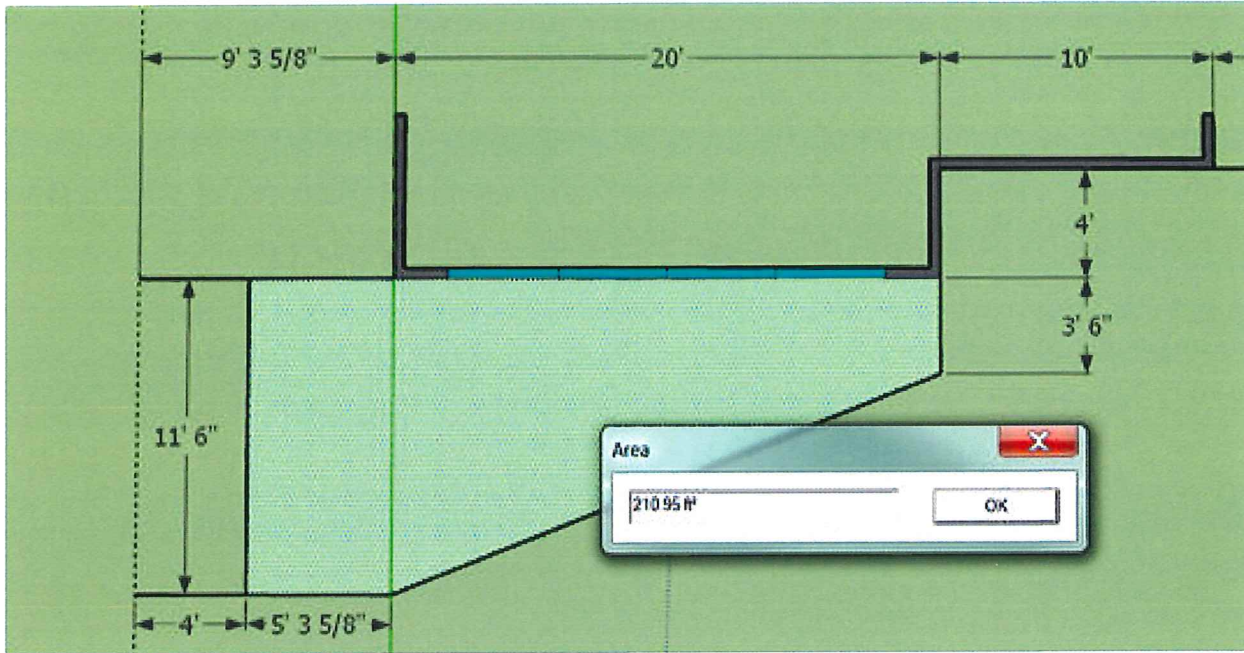 9' 3 5/8"
20'
10'
4'
3' 6"
11' 6"
Area
X
210 95 ft²
OK
4'
5' 3 5/8"